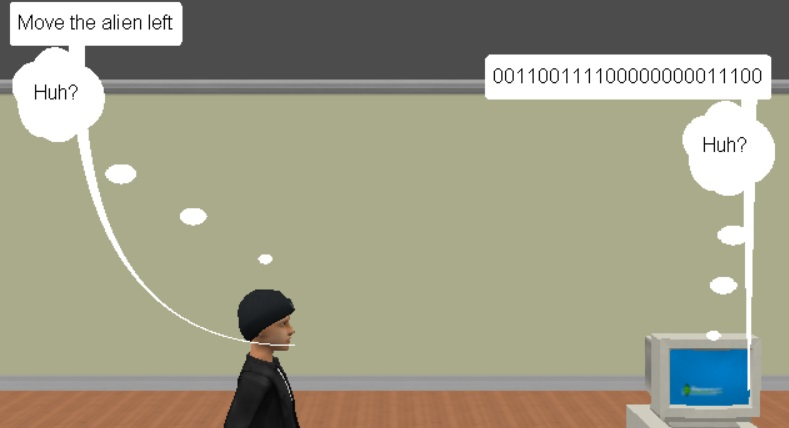 Move the alien left
Huh?
0011001111000000000011100
Huh?